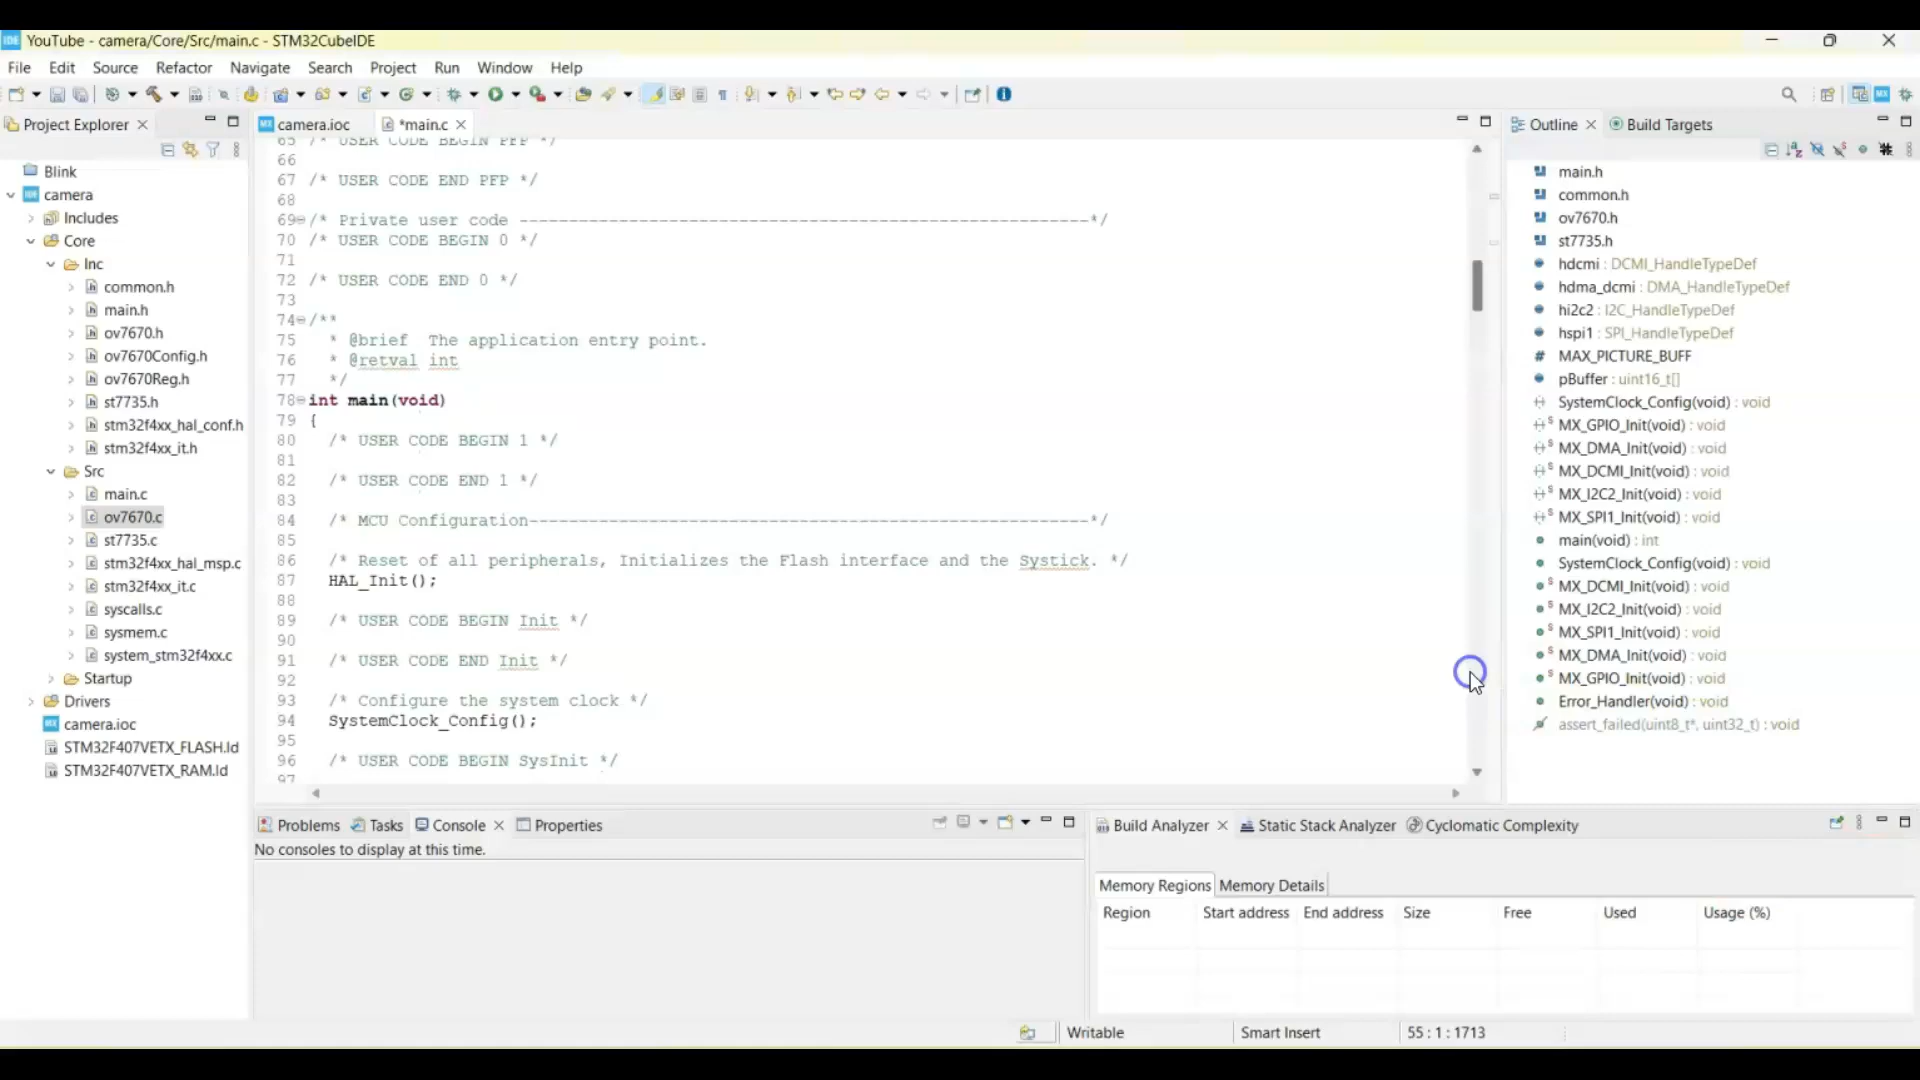 IDE YouTube - camera/Core/Src/main.c - STM32CubeIDE
File Edit Source Refactor Navigate Search Project Run Window Help
Project Explorer
Blink
camera
Includes
Core
Inc
common.h
main.h
ov7670.h
ov7670Config.h
ov7670Reg.h
st7735.h
stm32f4xx_hal_conf.h
stm32f4xx_it.h
Src
main.c
ov7670.c
st7735.c
stm32f4xx_hal_msp.c
stm32f4xx_it.c
syscalls.c
sysmem.c
system_stm32f4xx.c
Startup
Drivers
camera.ioc
STM32F407VETX_FLASH.ld
STM32F407VETX_RAM.ld
camera.ioc *main.c
65 /* USER CODE BEGIN PFP */
66
67 /* USER CODE END PFP */
68
69 /* Private user code ---------------------------------------------------------*/
70 /* USER CODE BEGIN 0 */
71
72 /* USER CODE END 0 */
73
74 /**
75 * @brief The application entry point.
76 * @retval int
77 */
78 int main(void)
79 {
80 /* USER CODE BEGIN 1 */
81
82 /* USER CODE END 1 */
83
84 /* MCU Configuration--------------------------------------------------------*/
85
86 /* Reset of all peripherals, Initializes the Flash interface and the Systick. */
87 HAL_Init();
88
89 /* USER CODE BEGIN Init */
90
91 /* USER CODE END Init */
92
93 /* Configure the system clock */
94 SystemClock_Config();
95
96 /* USER CODE BEGIN SysInit */
97
Outline Build Targets
main.h
common.h
ov7670.h
st7735.h
hdcmi : DCMI_HandleTypeDef
hdma_dcmi : DMA_HandleTypeDef
hi2c2 : I2C_HandleTypeDef
hspi1 : SPI_HandleTypeDef
MAX_PICTURE_BUFF
pBuffer : uint16_t[]
SystemClock_Config(void) : void
MX_GPIO_Init(void) : void
MX_DMA_Init(void) : void
MX_DCMI_Init(void) : void
MX_I2C2_Init(void) : void
MX_SPI1_Init(void) : void
main(void) : int
SystemClock_Config(void) : void
MX_DCMI_Init(void) : void
MX_I2C2_Init(void) : void
MX_SPI1_Init(void) : void
MX_DMA_Init(void) : void
MX_GPIO_Init(void) : void
Error_Handler(void) : void
assert_failed(uint8_t*, uint32_t) : void
Problems Tasks Console Properties
No consoles to display at this time.
Build Analyzer Static Stack Analyzer Cyclomatic Complexity
Memory Regions Memory Details
Region Start address End address Size Free Used Usage (%)
Writable Smart Insert 55 : 1 : 1713